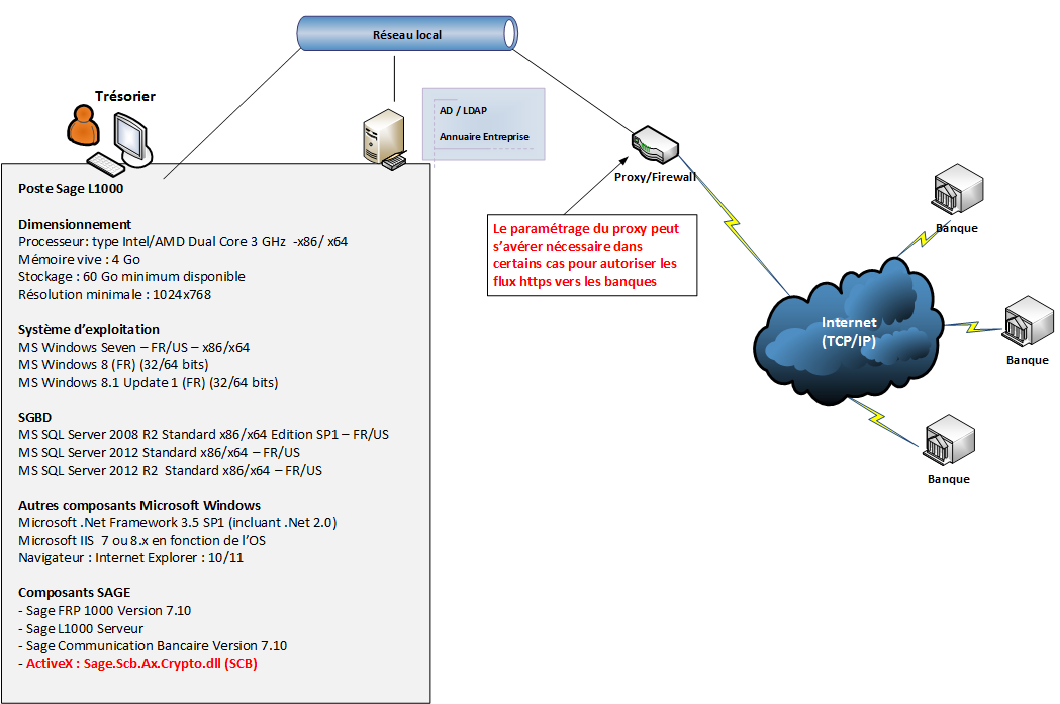 Réseau local
Trésorier
AD / LDAP
Annuaire Entreprise
Proxy/Firewall
Poste Sage L1000
Dimensionnement
Processeur: type Intel/AMD Dual Core 3 GHz -x86/ x64
Mémoire vive : 4 Go
Stockage : 60 Go minimum disponible
Résolution minimale : 1024x768
Système d’exploitation
MS Windows Seven – FR/US – x86/x64
MS Windows 8 (FR) (32/64 bits)
MS Windows 8.1 Update 1 (FR) (32/64 bits)
SGBD
MS SQL Server 2008 R2 Standard x86/x64 Edition SP1 – FR/US
MS SQL Server 2012 Standard x86/x64 – FR/US
MS SQL Server 2012 R2 Standard x86/x64 – FR/US
Autres composants Microsoft Windows
Microsoft .Net Framework 3.5 SP1 (incluant .Net 2.0)
Microsoft IIS 7 ou 8.x en fonction de l’OS
Navigateur : Internet Explorer : 10/11
Composants SAGE
- Sage FRP 1000 Version 7.10
- Sage L1000 Serveur
- Sage Communication Bancaire Version 7.10
- ActiveX : Sage.Scb.Ax.Crypto.dll (SCB)
Le paramétrage du proxy peut
s’avérer nécessaire dans
certains cas pour autoriser les
flux https vers les banques
Banque
Internet
(TCP/IP)
Banque
Banque